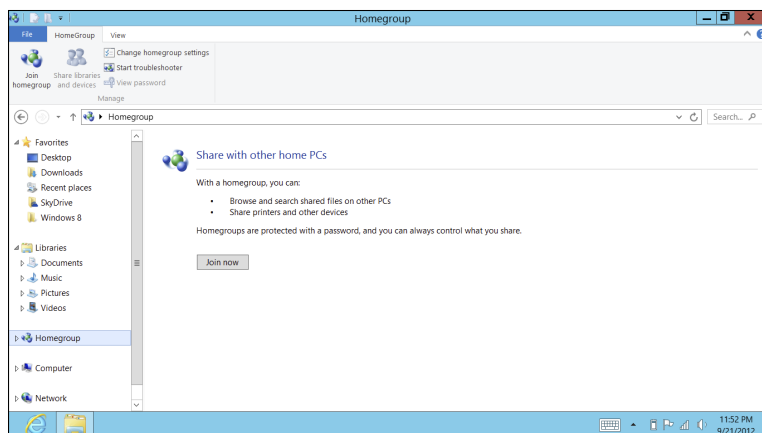 Homegroup
X
File HomeGroup View
Join homegroup
Share libraries and devices
Change homegroup settings
Start troubleshooter
View password
Manage
Homegroup
Search...
Favorites
Desktop
Downloads
Recent places
SkyDrive
Windows 8
Libraries
Documents
Music
Pictures
Videos
Homegroup
Computer
Network
Share with other home PCs
With a homegroup, you can:
• Browse and search shared files on other PCs
• Share printers and other devices
Homegroups are protected with a password, and you can always control what you share.
Join now
11:52 PM
9/21/2012